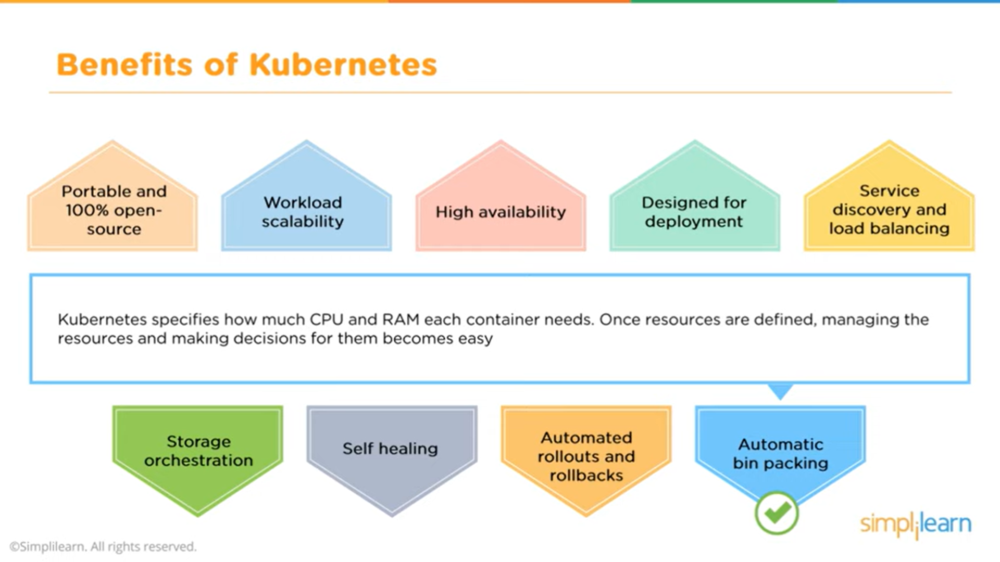 Benefits of Kubernetes
Portable and
100% open-
source
Workload
scalability
High availability
Designed for
deployment
Service
discovery and
load balancing
Kubernetes specifies how much CPU and RAM each container needs. Once resources are defined, managing the
resources and making decisions for them becomes easy
Storage
orchestration
Self healing
Automated
rollouts and
rollbacks
Automatic
bin packing
simplilearn
©Simplilearn. All rights reserved.